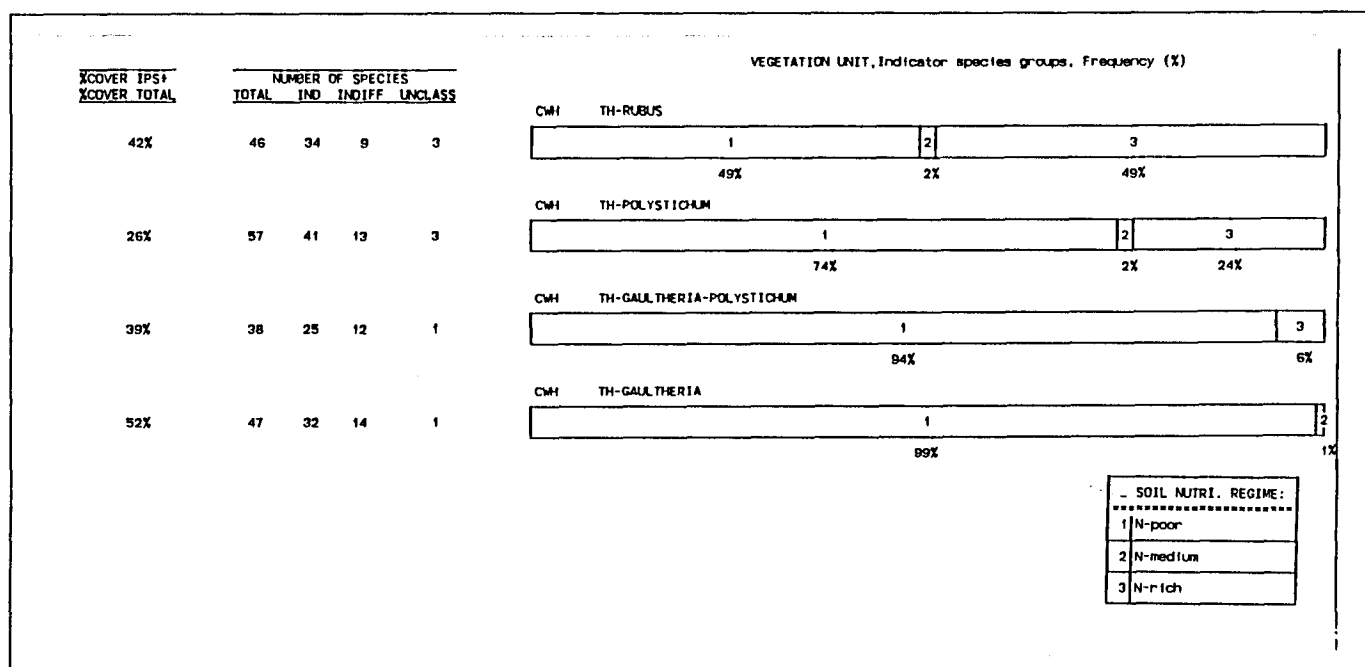 VEGETATION UNIT, Indicator species groups, Frequency (%)
%COVER IPS+ NUMBER OF SPECIES
%COVER TOTAL TOTAL IND INDIFF UNCLASS
CWH TH-RUBUS
42% 46 34 9 3 1 2 3
49% 2% 49%
CWH TH-POLYSTICHUM
26% 57 41 13 3 1 2 3
74% 2% 24%
CWH TH-GAULTHERIA-POLYSTICHUM
39% 38 25 12 1 1 3
94% 6%
CWH TH-GAULTHERIA
52% 47 32 14 1 1 2
99% 1%
_ SOIL NUTRI. REGIME:
1 N-poor
2 N-medium
3 N-rich